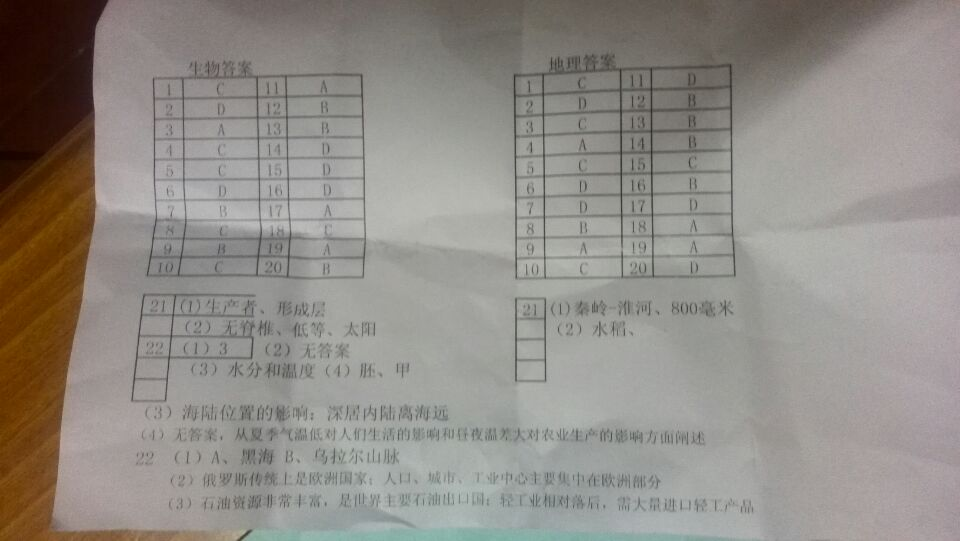 生物答案
1 C 11 A
2 D 12 B
3 A 13 B
4 C 14 D
5 C 15 D
6 D 16 D
7 B 17 A
8 C 18 C
9 B 19 A
10 C 20 B
21 (1)生产者、形成层
(2)无脊椎、低等、太阳
22 (1)3 (2)无答案
(3)水分和温度(4)胚、甲
地理答案
1 C 11 D
2 D 12 B
3 C 13 B
4 A 14 B
5 C 15 C
6 D 16 B
7 D 17 D
8 B 18 A
9 A 19 A
10 C 20 D
21 (1)秦岭-淮河、800毫米
(2)水稻、
(3)海陆位置的影响；深居内陆离海远
(4)无答案，从夏季气温低对人们生活的影响和昼夜温差大对农业生产的影响方面阐述
22 (1)A、黑海 B、乌拉尔山脉
(2)俄罗斯传统上是欧洲国家；人口、城市、工业中心主要集中在欧洲部分
(3)石油资源非常丰富，是世界主要石油出口国；轻工业相对落后，需大量进口轻工产品